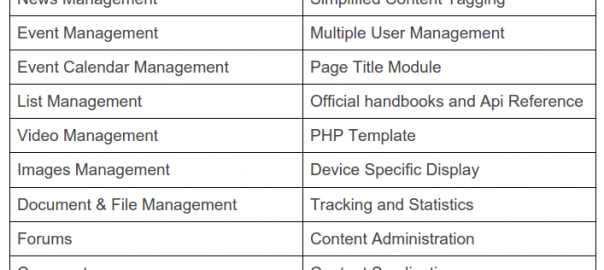 News Management Simplified Content Tagging
Event Management Multiple User Management
Event Calendar Management Page Title Module
List Management Official handbooks and Api Reference
Video Management PHP Template
Images Management Device Specific Display
Document & File Management Tracking and Statistics
Forums Content Administration